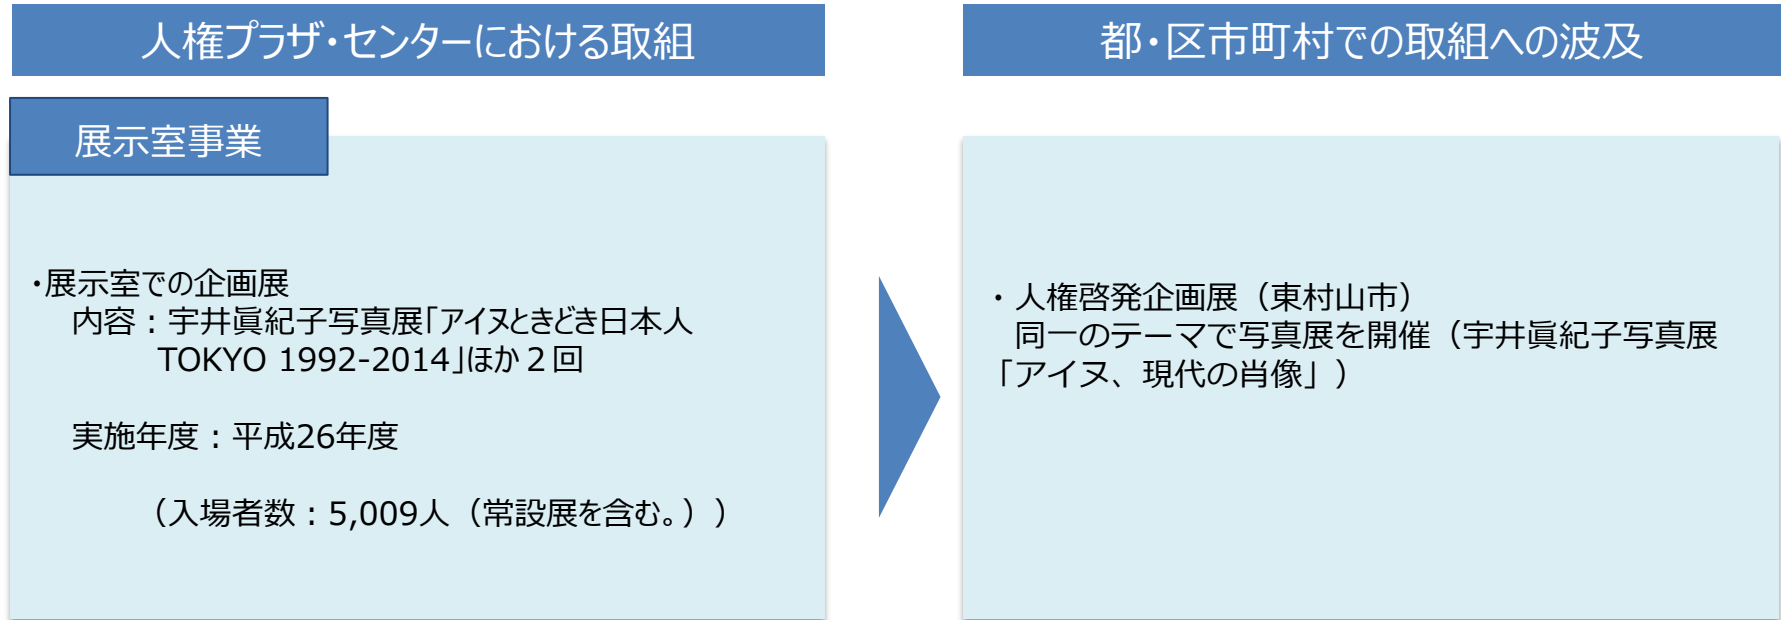 人権プラザ・センターにおける取組
展示室事業
・展示室での企画展
内容：宇井眞紀子写真展「アイヌときどき日本人
TOKYO 1992-2014」ほか２回
実施年度：平成26年度
（入場者数：5,009人（常設展を含む。））
都・区市町村での取組への波及
・人権啓発企画展（東村山市）
同一のテーマで写真展を開催（宇井眞紀子写真展
「アイヌ、現代の肖像」）